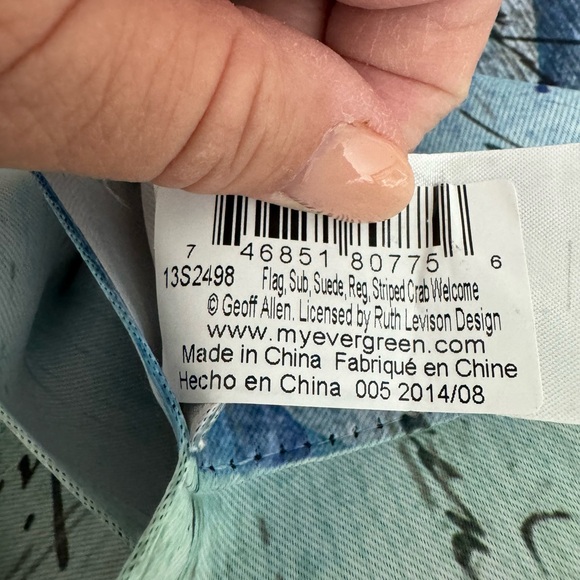 7 46851 80775 6
13S2498 Flag, Sub, Suede, Reg, Striped Crab Welcome
© Geoff Allen. Licensed by Ruth Levison Design
www.myevergreen.com
Made in China Fabriqué en Chine
Hecho en China 005 2014/08